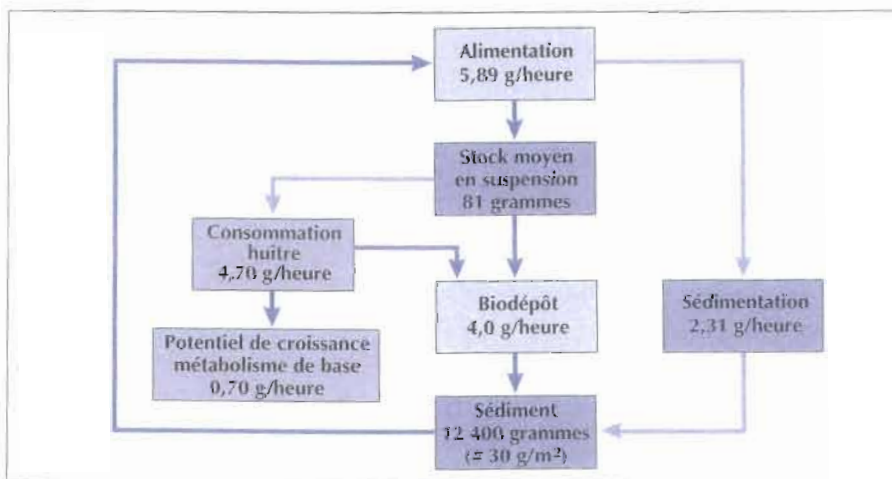 Alimentation
5,89 g/heure
Stock moyen
en suspension
81 grammes
Consommation
huître
4,70 g/heure
Biodépôt
4,0 g/heure
Sédimentation
2,31 g/heure
Potentiel de croissance
métabolisme de base
0,70 g/heure
Sédiment
12 400 grammes
(= 30 g/m²)